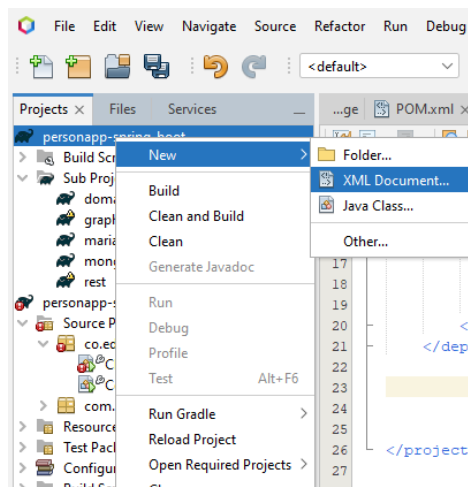 File Edit View Navigate Source Refactor Run Debug
<default>
Projects Files Services ...ge POM.xml
personapp-spring-boot
Build Scr
Sub Proj
doma
grap
maria
mong
rest
personapp-s
Source P
co.ed
C
C
com.
Resource
Test Pac
Configu
New
Build
Clean and Build
Clean
Generate Javadoc
Run
Debug
Profile
Test Alt+F6
Run Gradle
Reload Project
Open Required Projects
Folder...
XML Document...
Java Class...
Other...
17
18
19
20 <
21 </dep
22
23
24
25
26 </project
27